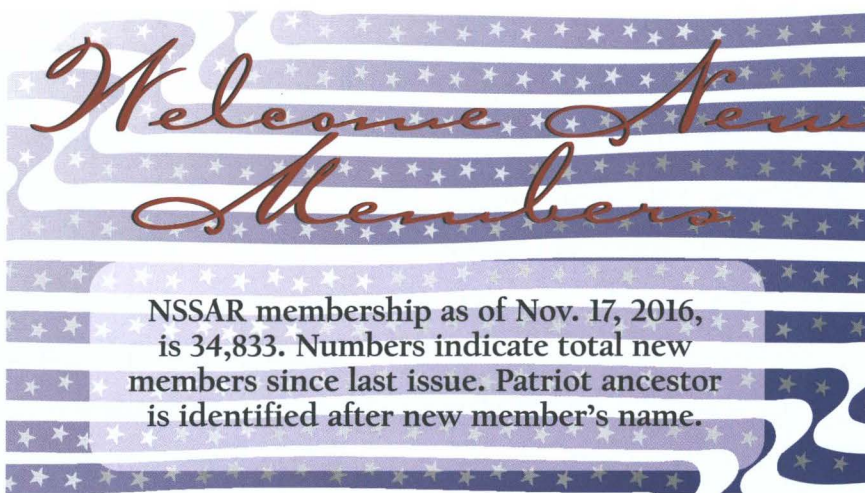 Welcome New
Members
NSSAR membership as of Nov. 17, 2016,
is 34,833. Numbers indicate total new
members since last issue. Patriot ancestor
is identified after new member's name.